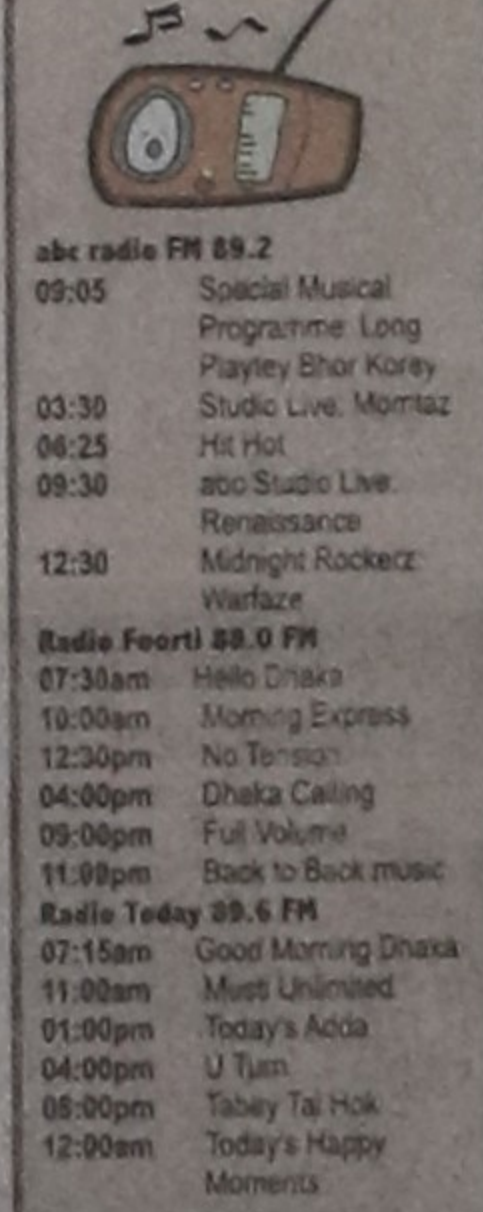 abc radio FM 89.2
09:05 Special Musical
Programme: Long
Playtey Bhor Korey
03:30 Studio Live: Momtaz
06:25 Hit Hot
09:30 abc Studio Live:
Renaissance
12:30 Midnight Rockerz:
Warfaze
Radio Foorti 88.0 FM
07:30am Hello Dhaka
10:00am Morning Express
12:30pm No Tension
04:00pm Dhaka Calling
09:00pm Full Volume
11:00pm Back to Back music
Radio Today 89.6 FM
07:15am Good Morning Dhaka
11:00am Musti Unlimited
01:00pm Today's Adda
04:00pm U Turn
08:00pm Tabey Tai Hok
12:00am Today's Happy
Moments